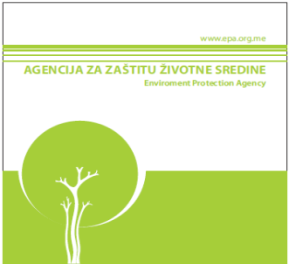 www.epa.org.me
AGENCIJA ZA ZAŠTITU ŽIVOTNE SREDINE
Enviroment Protection Agency